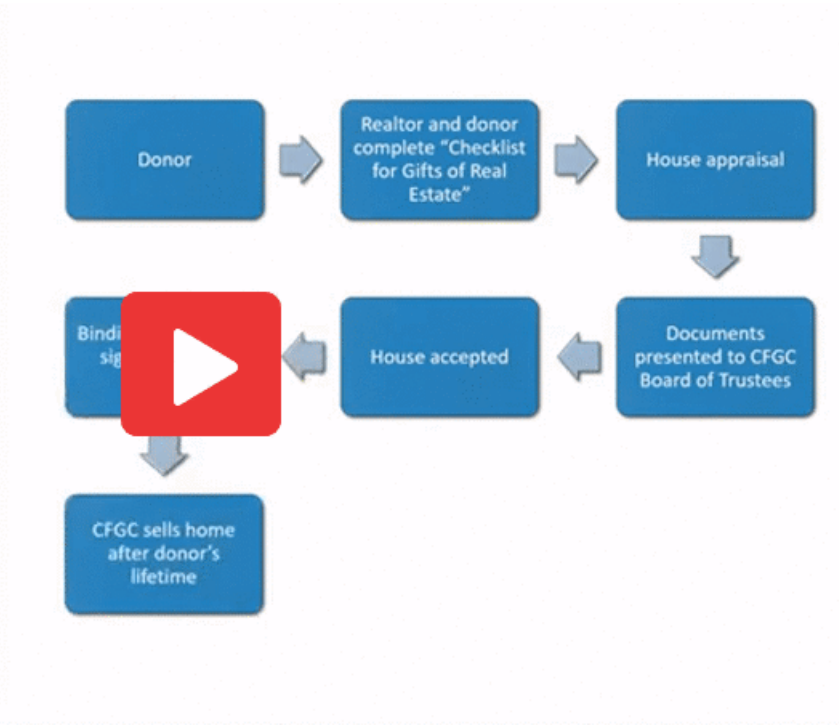 Donor
Realtor and donor
complete “Checklist
for Gifts of Real
Estate”
House appraisal
Documents
presented to CFGC
Board of Trustees
House accepted
CFGC sells home
after donor’s
lifetime